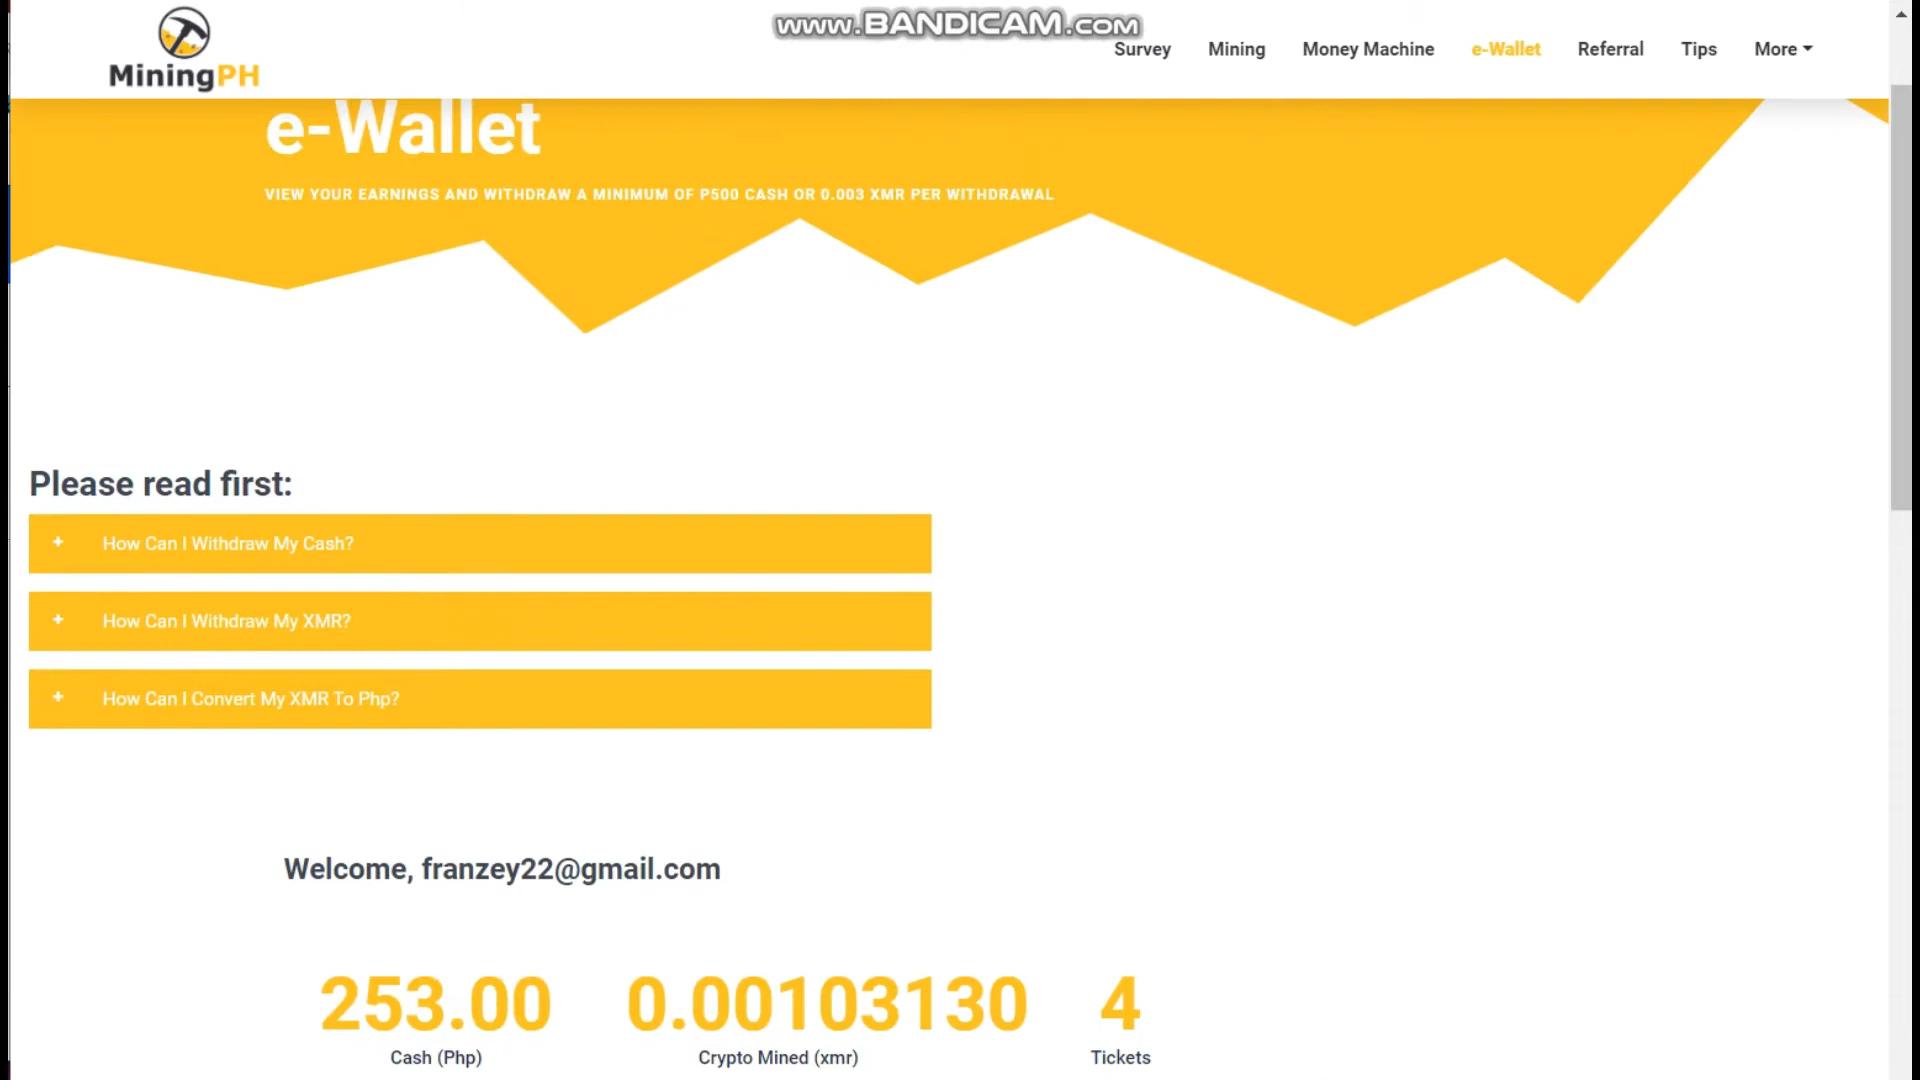 www.BANDICAM.com
MiningPH
Survey Mining Money Machine e-Wallet Referral Tips More
e-Wallet
VIEW YOUR EARNINGS AND WITHDRAW A MINIMUM OF P500 CASH OR 0.003 XMR PER WITHDRAWAL
Please read first:
+ How Can I Withdraw My Cash?
+ How Can I Withdraw My XMR?
+ How Can I Convert My XMR To Php?
Welcome, franzey22@gmail.com
253.00 0.00103130 4
Cash (Php) Crypto Mined (xmr) Tickets